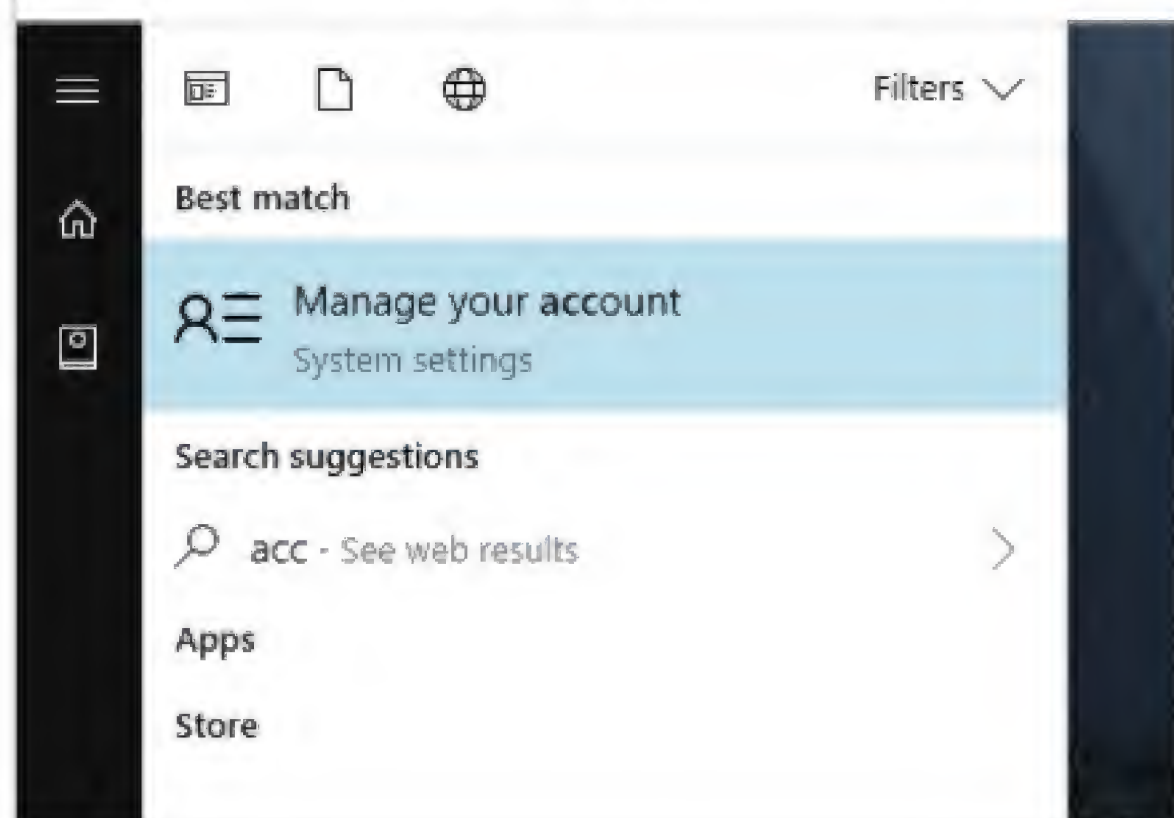 Filters
Best match
Manage your account
System settings
Search suggestions
acc - See web results
Apps
Store